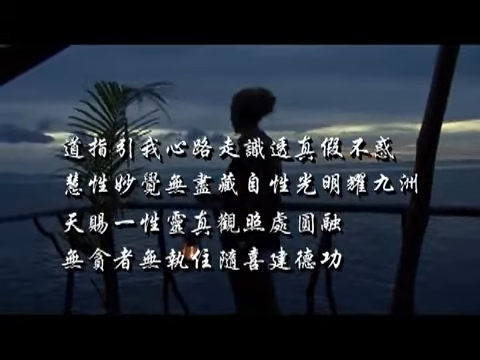 道指引我心路走識透真假不惑
慧性妙覺無盡藏自性光明耀九洲
天賜一性靈真觀照處圓融
無貪者無執住隨喜建德功